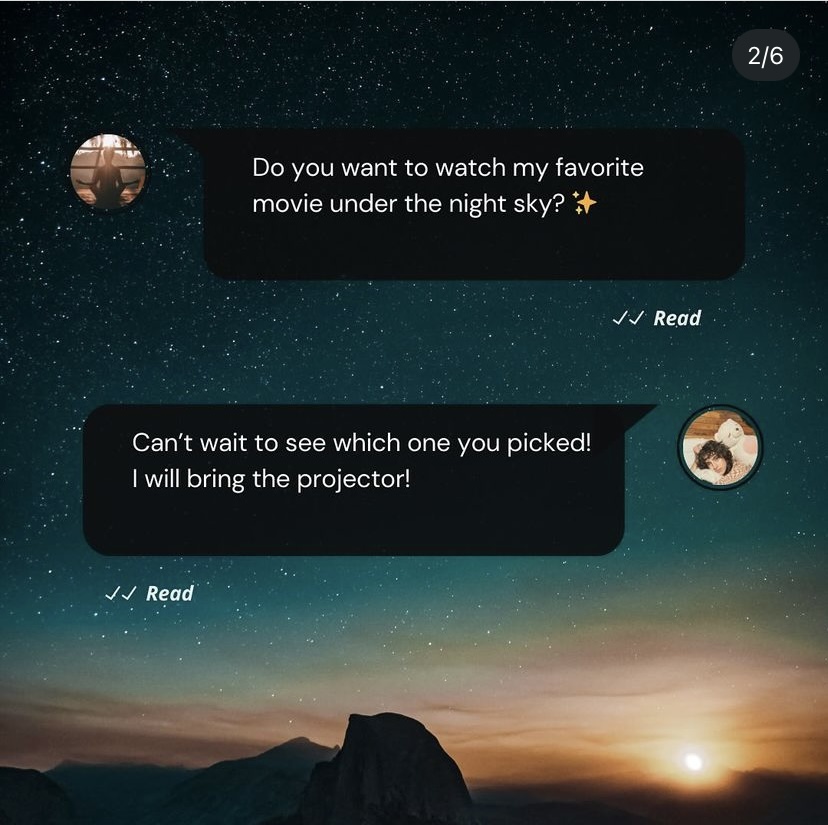 2/6
Do you want to watch my favorite
movie under the night sky? ✨
✓✓ Read
Can’t wait to see which one you picked!
I will bring the projector!
✓✓ Read